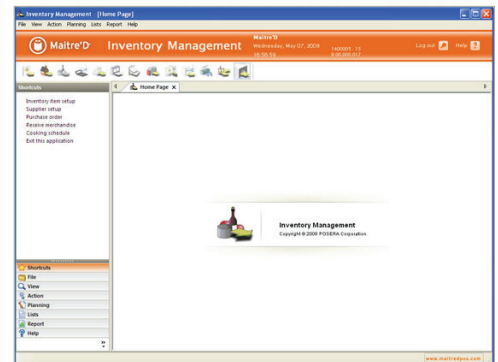 Inventory Management - [Home Page]
File View Action Planning Lists Report Help
Maitre'D
Inventory Management
Maitre'D
Wednesday, May 07, 2008
Log out
Help
Shortcuts
Home Page X
Inventory item setup
Supplier setup
Purchase order
Receive merchandise
Cooking schedule
Exit this application
Inventory Management
Copyright © 2008 POSERA Corporation
Shortcuts
File
View
Action
Planning
Lists
Report
Help
www.maitredpos.com